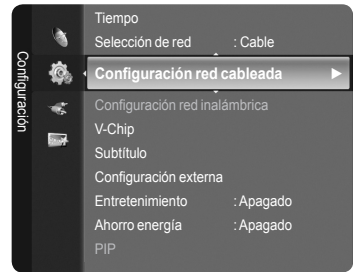 Configuración
Tiempo
Selección de red : Cable
Configuración red cableada
Configuración red inalámbrica
V-Chip
Subtítulo
Configuración externa
Entretenimiento : Apagado
Ahorro energía : Apagado
PIP